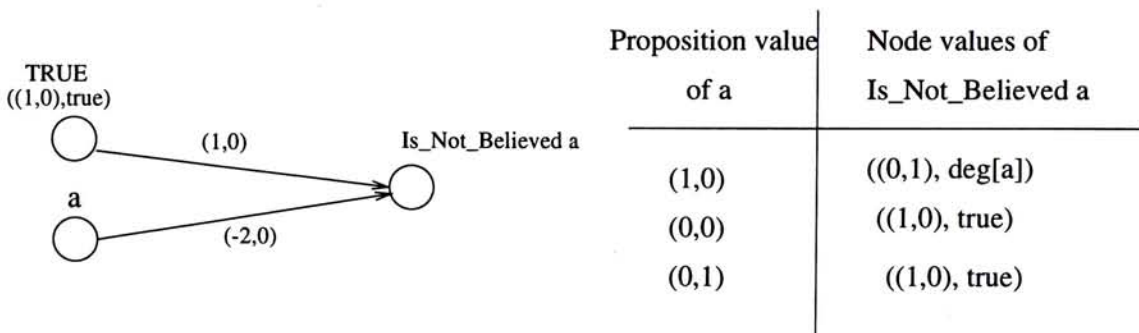 TRUE
((1,0),true)
(1,0)
Is_Not_Believed a
a
(-2,0)
Proposition value Node values of
of a Is_Not_Believed a
(1,0) ((0,1), deg[a])
(0,0) ((1,0), true)
(0,1) ((1,0), true)